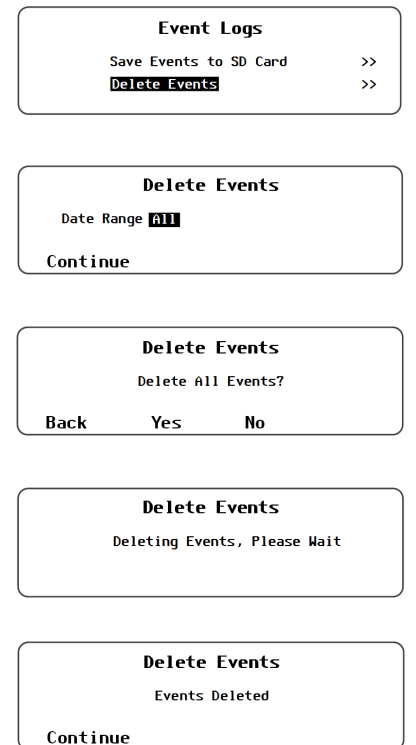 Event Logs
Save Events to SD Card >>
Delete Events >>
Delete Events
Date Range All
Continue
Delete Events
Delete All Events?
Back Yes No
Delete Events
Deleting Events, Please Wait
Delete Events
Events Deleted
Continue